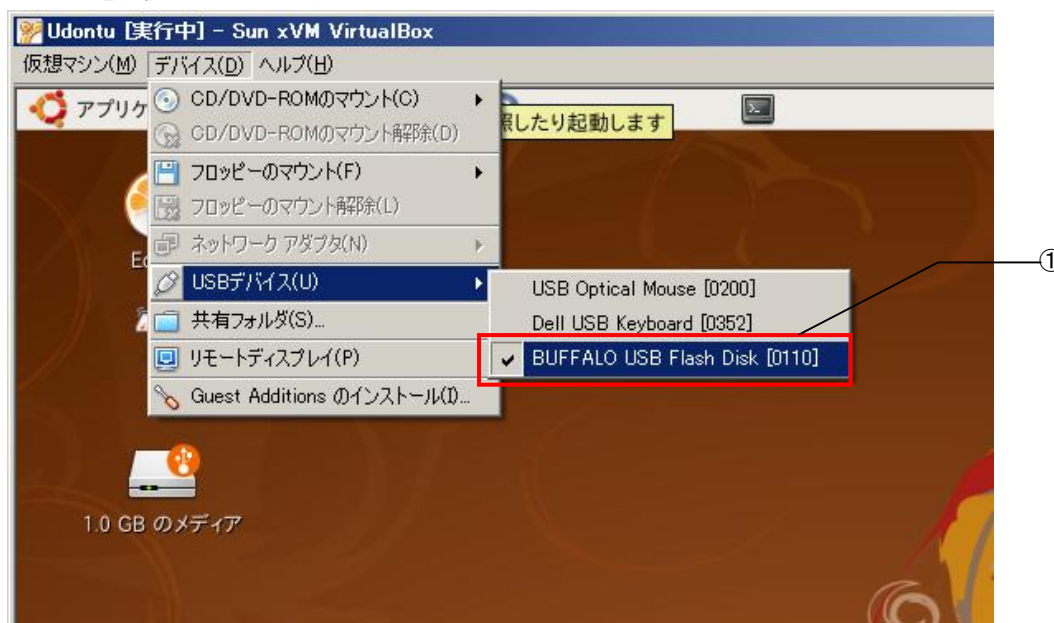 Udontu [実行中] - Sun xVM VirtualBox
仮想マシン(M) デバイス(D) ヘルプ(H)
アプリケ
CD/DVD-ROMのマウント(C)
照したり起動します
CD/DVD-ROMのマウント解除(D)
フロッピーのマウント(F)
フロッピーのマウント解除(L)
ネットワーク アダプタ(N)
USBデバイス(U)
USB Optical Mouse [0200]
共有フォルダ(S)...
Dell USB Keyboard [0352]
リモートディスプレイ(P)
BUFFALO USB Flash Disk [0110]
Guest Additions のインストール(I)...
1.0 GB のメディア
①